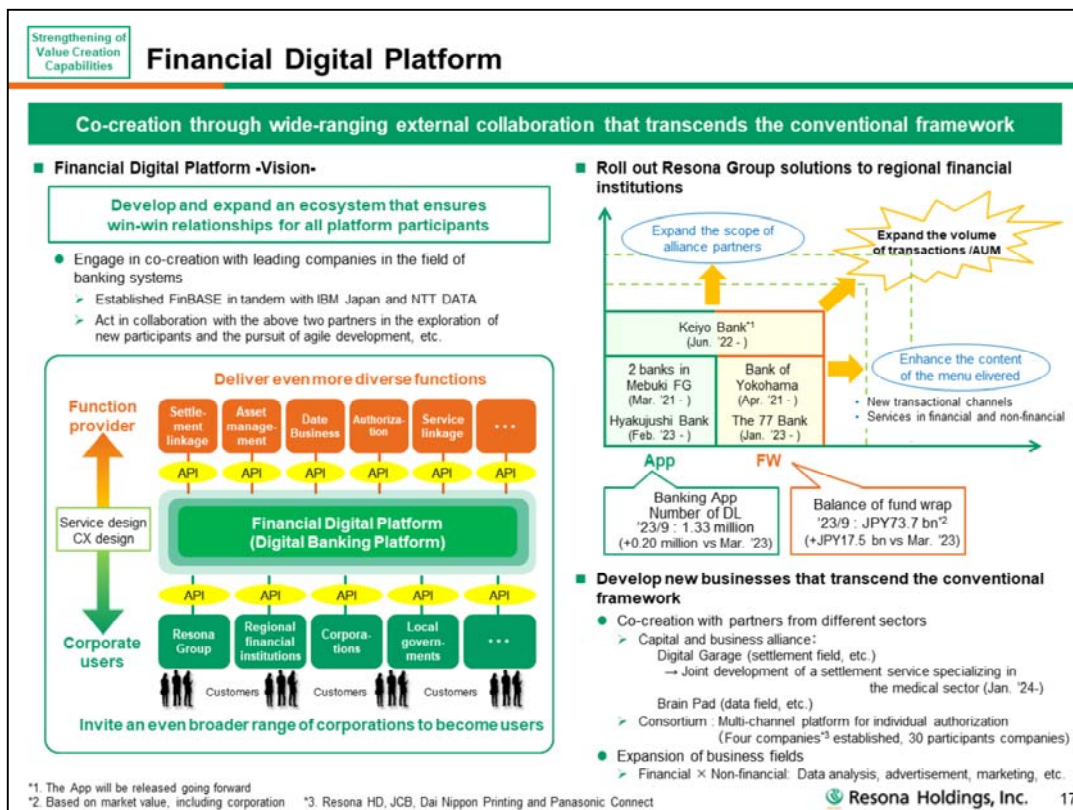 Strengthening of
Value Creation
Capabilities
Financial Digital Platform
Co-creation through wide-ranging external collaboration that transcends the conventional framework
■ Financial Digital Platform -Vision-
Develop and expand an ecosystem that ensures
win-win relationships for all platform participants
● Engage in co-creation with leading companies in the field of
banking systems
➢ Established FinBASE in tandem with IBM Japan and NTT DATA
➢ Act in collaboration with the above two partners in the exploration of
new participants and the pursuit of agile development, etc.
Deliver even more diverse functions
Function
provider
Settle-
ment
linkage
Asset
manage-
ment
Date
Business
Authoriza-
tion
Service
linkage
...
API API API API API API
Service design
CX design
Financial Digital Platform
(Digital Banking Platform)
API API API API API
Corporate
users
Resona
Group
Regional
financial
institutions
Corpora-
tions
Local
govern-
ments
...
Customers Customers Customers
Invite an even broader range of corporations to become users
■ Roll out Resona Group solutions to regional financial
institutions
Expand the scope of
alliance partners
Expand the volume
of transactions /AUM
Keiyo Bank*1
(Jun. '22 - )
2 banks in
Mebuki FG
(Mar. '21 - )
Hyakujushi Bank
(Feb. '23 - )
Bank of
Yokohama
(Apr. '21 - )
The 77 Bank
(Jan. '23 - )
Enhance the content
of the menu elivered
• New transactional channels
• Services in financial and non-financial
App
FW
Banking App
Number of DL
'23/9 : 1.33 million
(+0.20 million vs Mar. '23)
Balance of fund wrap
'23/9 : JPY73.7 bn*2
(+JPY17.5 bn vs Mar. '23)
■ Develop new businesses that transcend the conventional
framework
● Co-creation with partners from different sectors
➢ Capital and business alliance:
Digital Garage (settlement field, etc.)
→ Joint development of a settlement service specializing in
the medical sector (Jan. '24-)
Brain Pad (data field, etc.)
➢ Consortium : Multi-channel platform for individual authorization
(Four companies*3 established, 30 participants companies)
● Expansion of business fields
➢ Financial × Non-financial: Data analysis, advertisement, marketing, etc.
*1. The App will be released going forward
*2. Based on market value, including corporation *3. Resona HD, JCB, Dai Nippon Printing and Panasonic Connect
Resona Holdings, Inc. 17